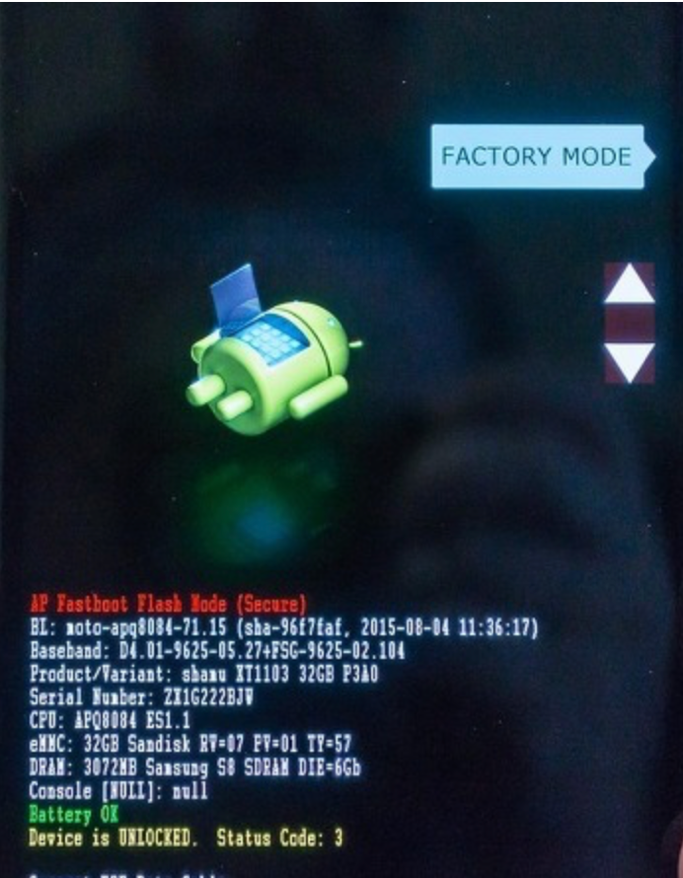 FACTORY MODE
AP Fastboot Flash Mode (Secure)
BL: moto-apq8084-71.15 (sha-96f7faf, 2015-08-04 11:36:17)
Baseband: D4.01-9625-05.27+FSG-9625-02.104
Product/Variant: shamu XT1103 32GB P3A0
Serial Number: ZX1G222BJW
CPU: APQ8084 ES1.1
eMMC: 32GB Sandisk RV=07 PV=01 TY=57
DRAM: 3072MB Samsung S8 SDRAM DIE=6Gb
Console [NULL]: null
Battery OK
Device is UNLOCKED. Status Code: 3